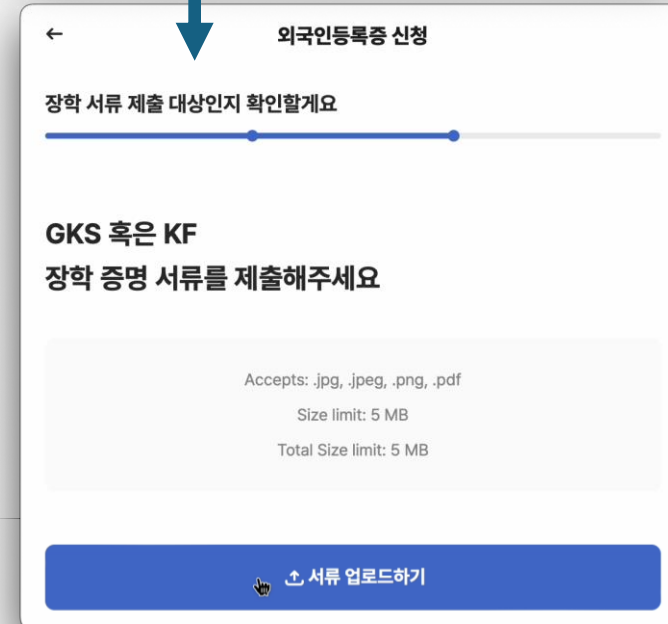 외국인등록증 신청
장학 서류 제출 대상인지 확인할게요
GKS 혹은 KF
장학 증명 서류를 제출해주세요
Accepts: .jpg, .jpeg, .png, .pdf
Size limit: 5 MB
Total Size limit: 5 MB
서류 업로드하기